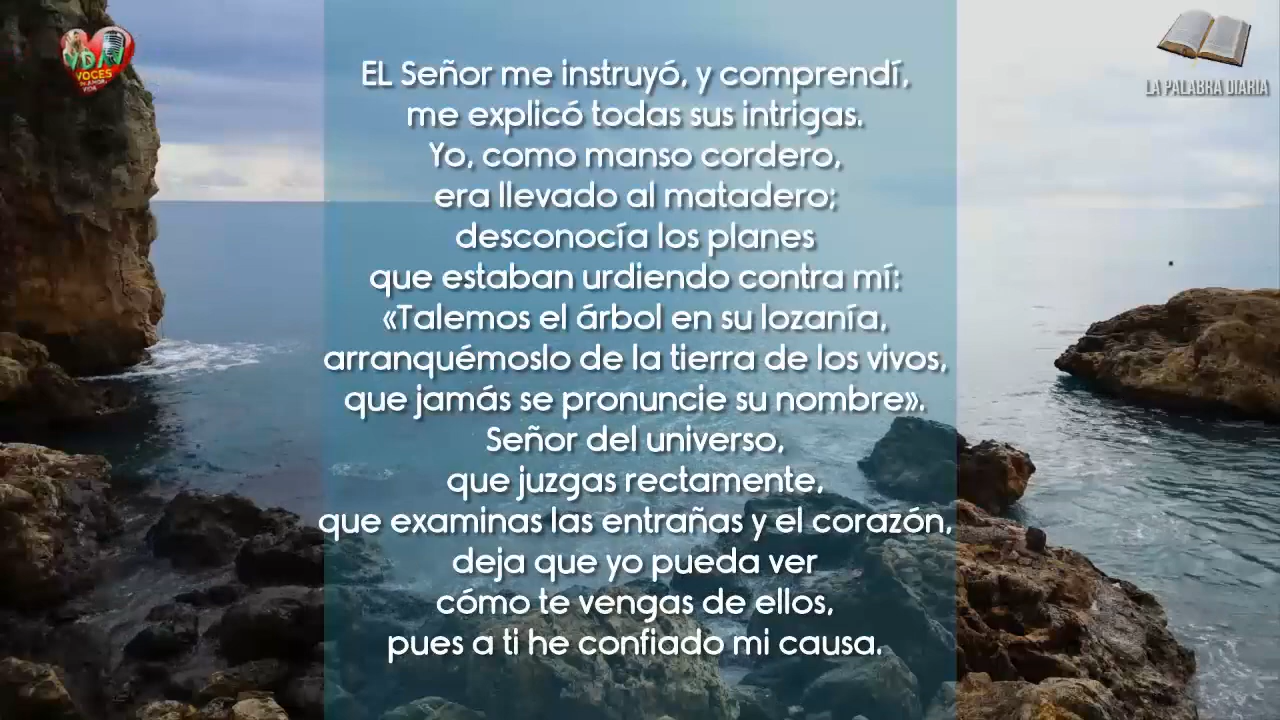 VDAV
VOCES
LA PALABRA DIARIA
EL Señor me instruyó, y comprendí,
me explicó todas sus intrigas.
Yo, como manso cordero,
era llevado al matadero;
desconocía los planes
que estaban urdiendo contra mí:
«Talemos el árbol en su lozanía,
arranquémoslo de la tierra de los vivos,
que jamás se pronuncie su nombre».
Señor del universo,
que juzgas rectamente,
que examinas las entrañas y el corazón,
deja que yo pueda ver
cómo te vengas de ellos,
pues a ti he confiado mi causa.